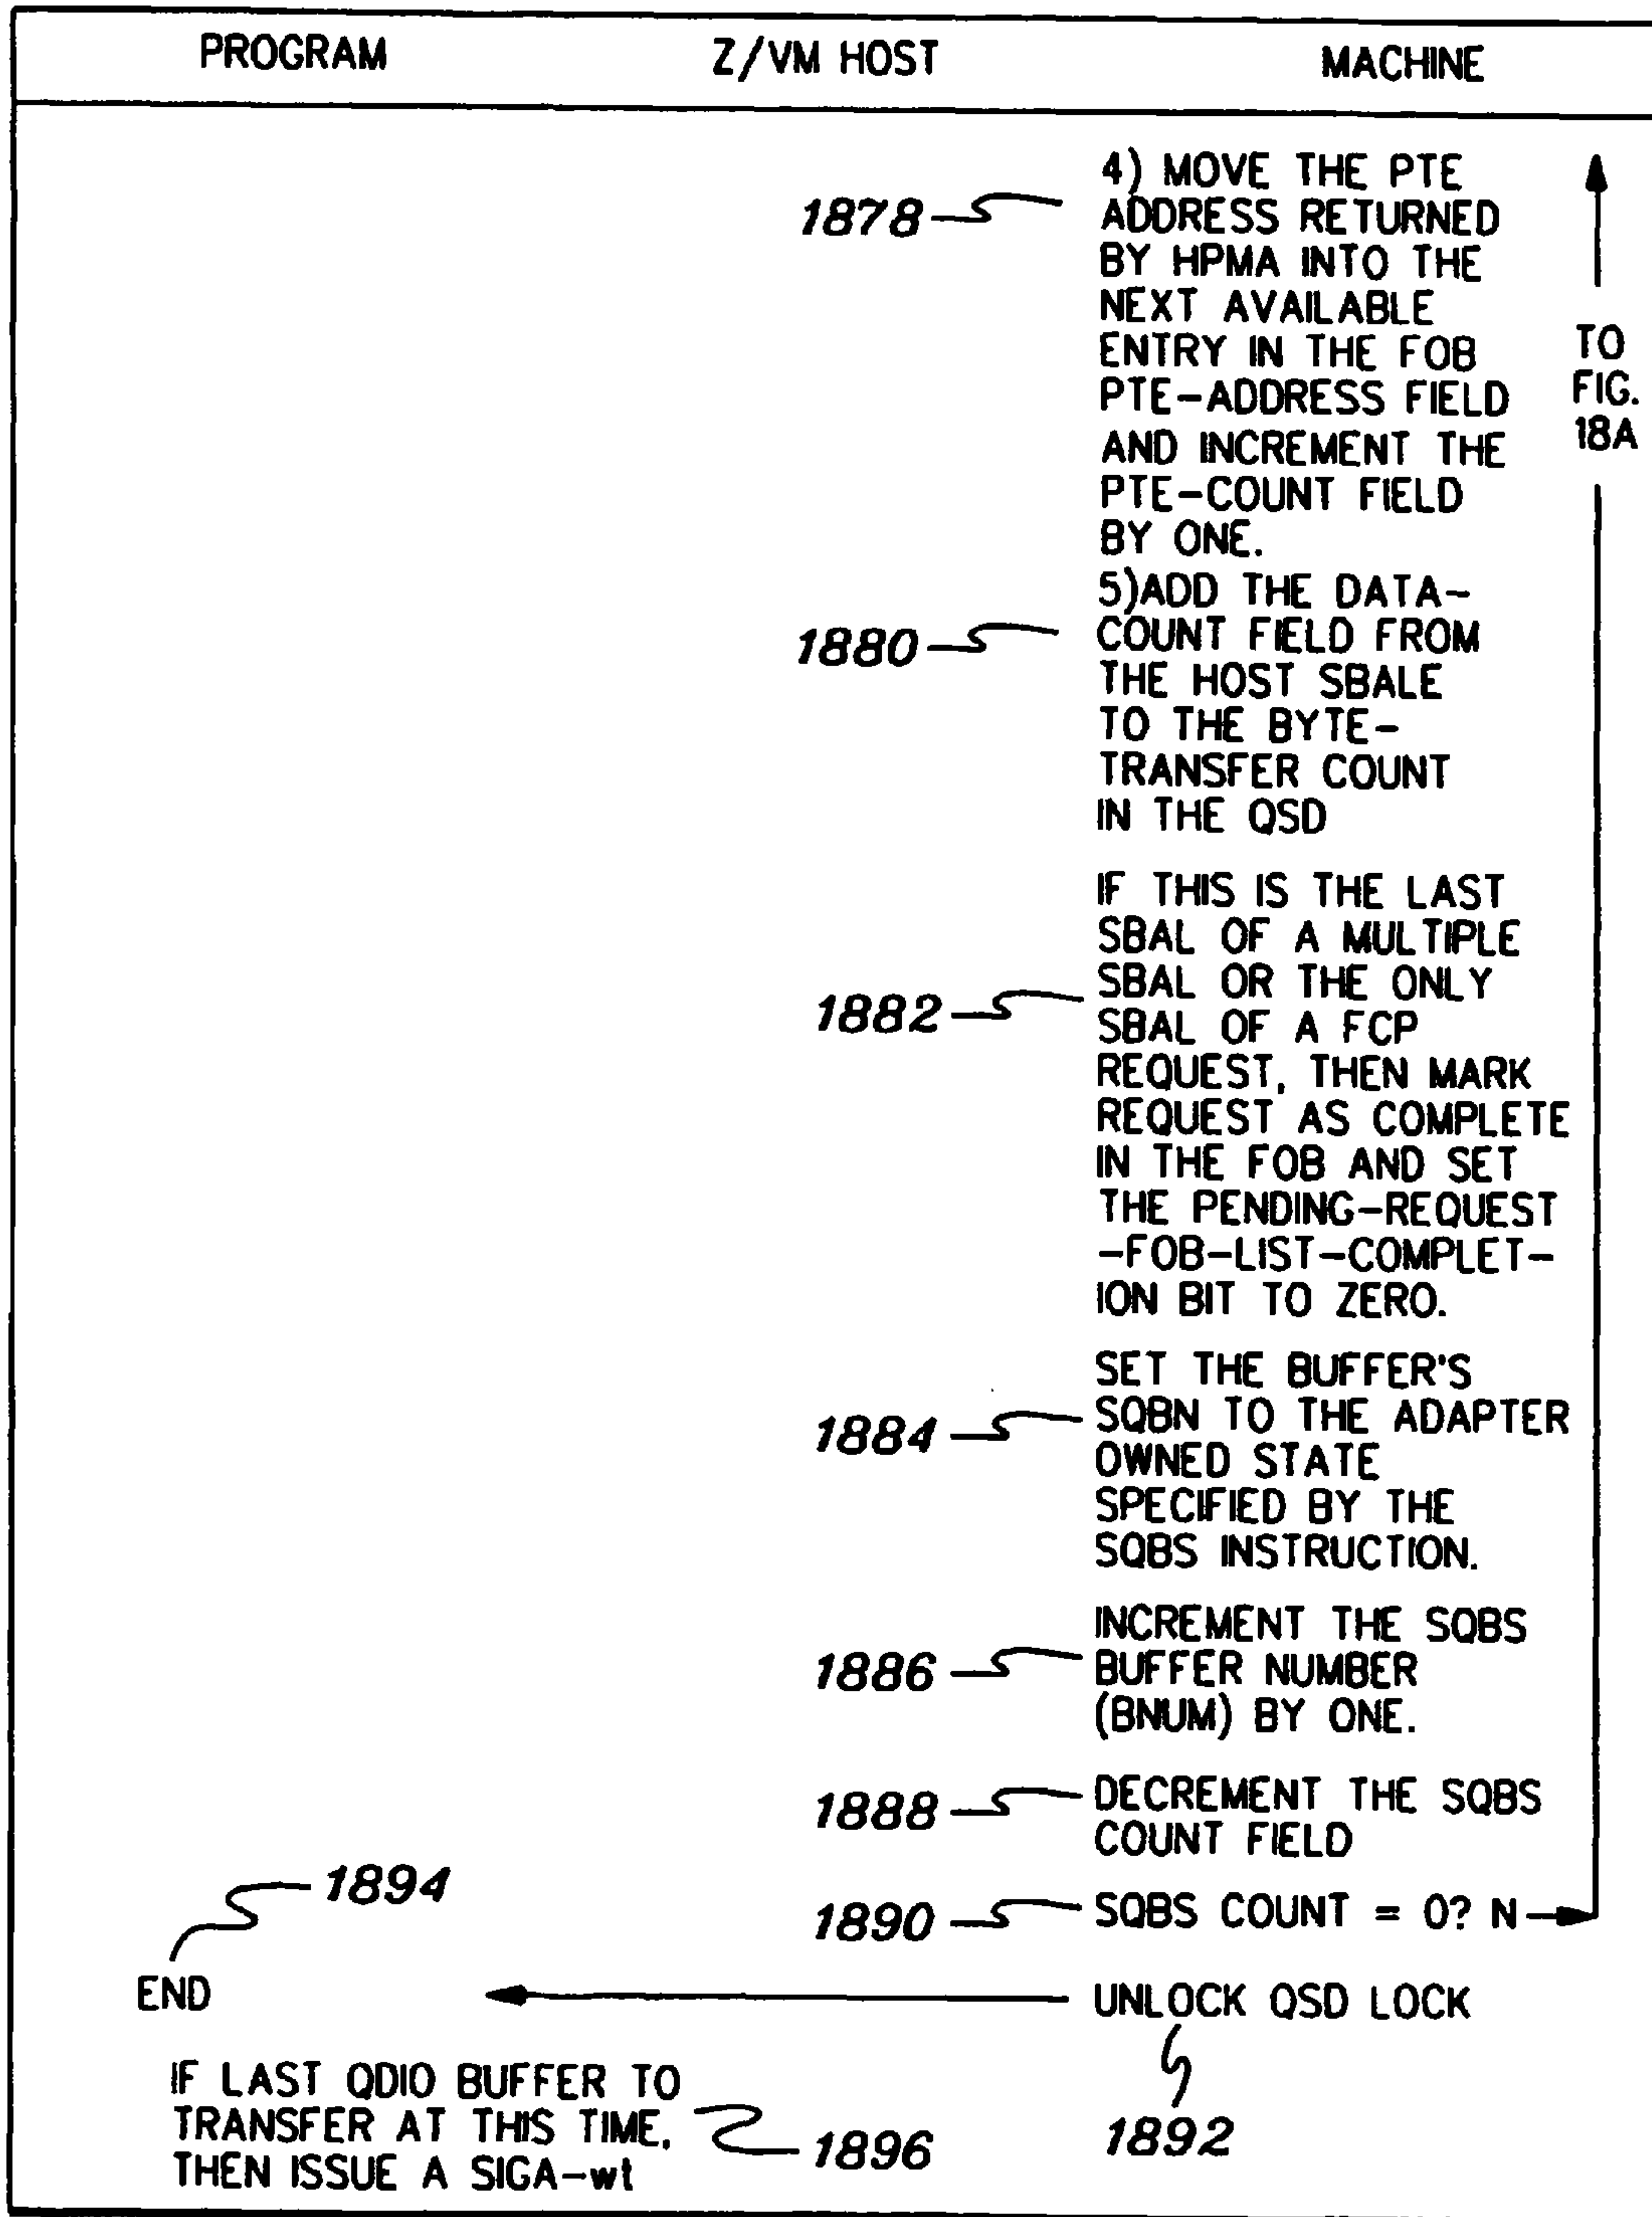 PROGRAM Z/VM HOST MACHINE
1878
4) MOVE THE PTE
ADDRESS RETURNED
BY HPMA INTO THE
NEXT AVAILABLE
ENTRY IN THE FOB
PTE-ADDRESS FIELD
AND INCREMENT THE
PTE-COUNT FIELD
BY ONE.
TO
FIG.
18A
1880
5)ADD THE DATA-
COUNT FIELD FROM
THE HOST SBALE
TO THE BYTE-
TRANSFER COUNT
IN THE QSD
1882
IF THIS IS THE LAST
SBAL OF A MULTIPLE
SBAL OR THE ONLY
SBAL OF A FCP
REQUEST, THEN MARK
REQUEST AS COMPLETE
IN THE FOB AND SET
THE PENDING-REQUEST
-FOB-LIST-COMPLET-
ION BIT TO ZERO.
1884
SET THE BUFFER'S
SQBN TO THE ADAPTER
OWNED STATE
SPECIFIED BY THE
SQBS INSTRUCTION.
1886
INCREMENT THE SQBS
BUFFER NUMBER
(BNUM) BY ONE.
1888
DECREMENT THE SQBS
COUNT FIELD
1894
1890
SQBS COUNT = 0? N
END
UNLOCK QSD LOCK
1892
IF LAST QDIO BUFFER TO
TRANSFER AT THIS TIME,
THEN ISSUE A SIGA-wt
1896